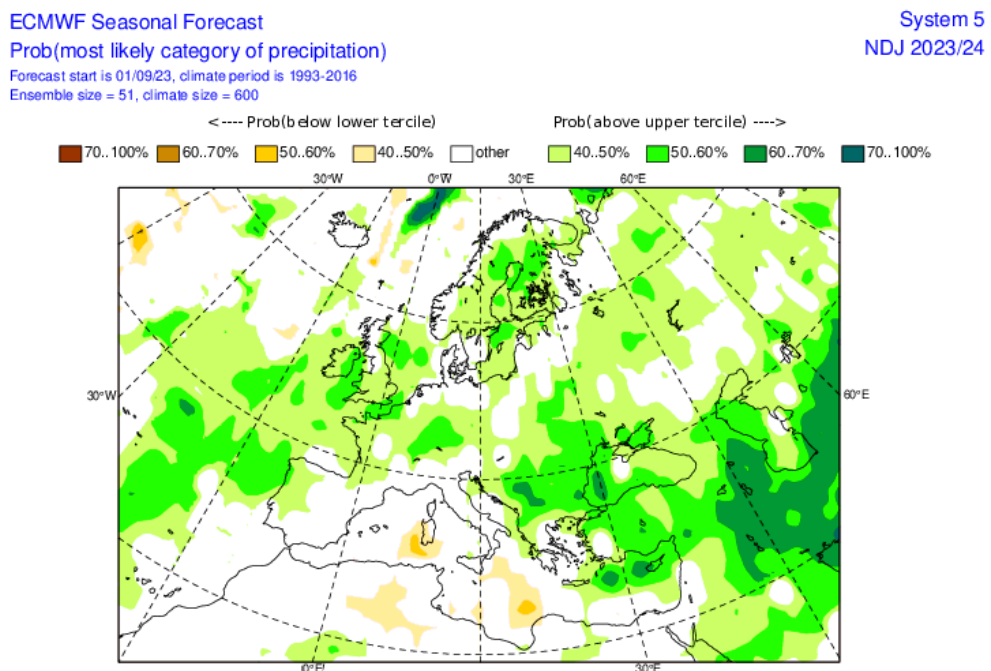 ECMWF Seasonal Forecast
System 5
Prob(most likely category of precipitation)
NDJ 2023/24
Forecast start is 01/09/23, climate period is 1993-2016
Ensemble size = 51, climate size = 600
<---- Prob(below lower tercile)
Prob(above upper tercile) ---->
70..100% 60..70% 50..60% 40..50% other 40..50% 50..60% 60..70% 70..100%
30°W 0°W 30°E 60°E
30°W
60°E
0°E
30°E